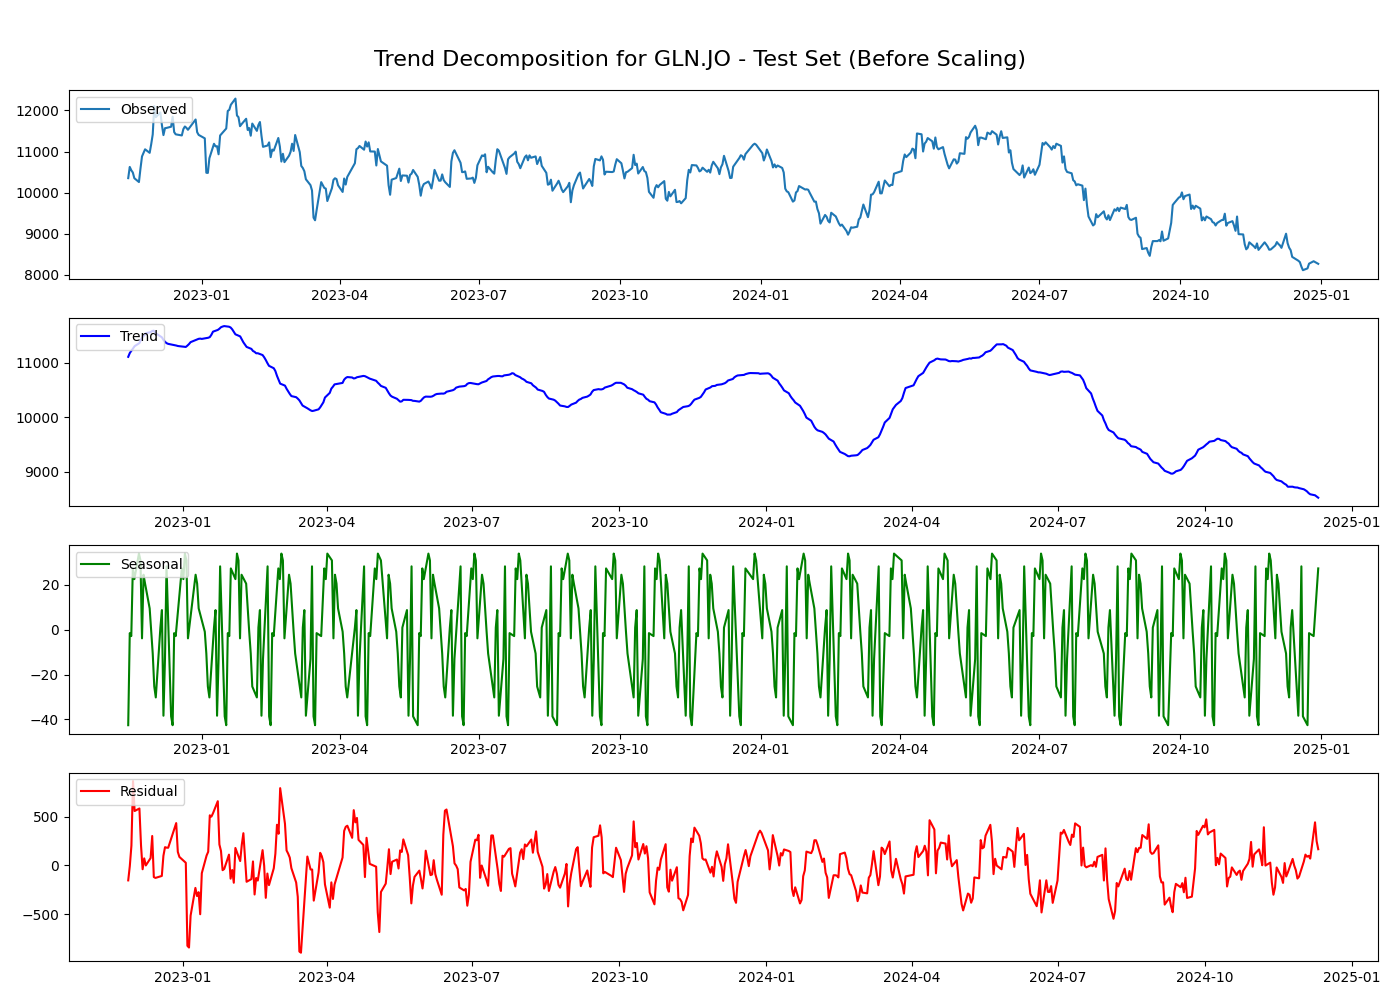 Trend Decomposition for GLN.JO - Test Set (Before Scaling)
Observed
12000
11000
10000
9000
8000
2023-01 2023-04 2023-07 2023-10 2024-01 2024-04 2024-07 2024-10 2025-01
Trend
11000
10000
9000
2023-01 2023-04 2023-07 2023-10 2024-01 2024-04 2024-07 2024-10 2025-01
Seasonal
20
0
−20
−40
2023-01 2023-04 2023-07 2023-10 2024-01 2024-04 2024-07 2024-10 2025-01
Residual
500
0
−500
2023-01 2023-04 2023-07 2023-10 2024-01 2024-04 2024-07 2024-10 2025-01